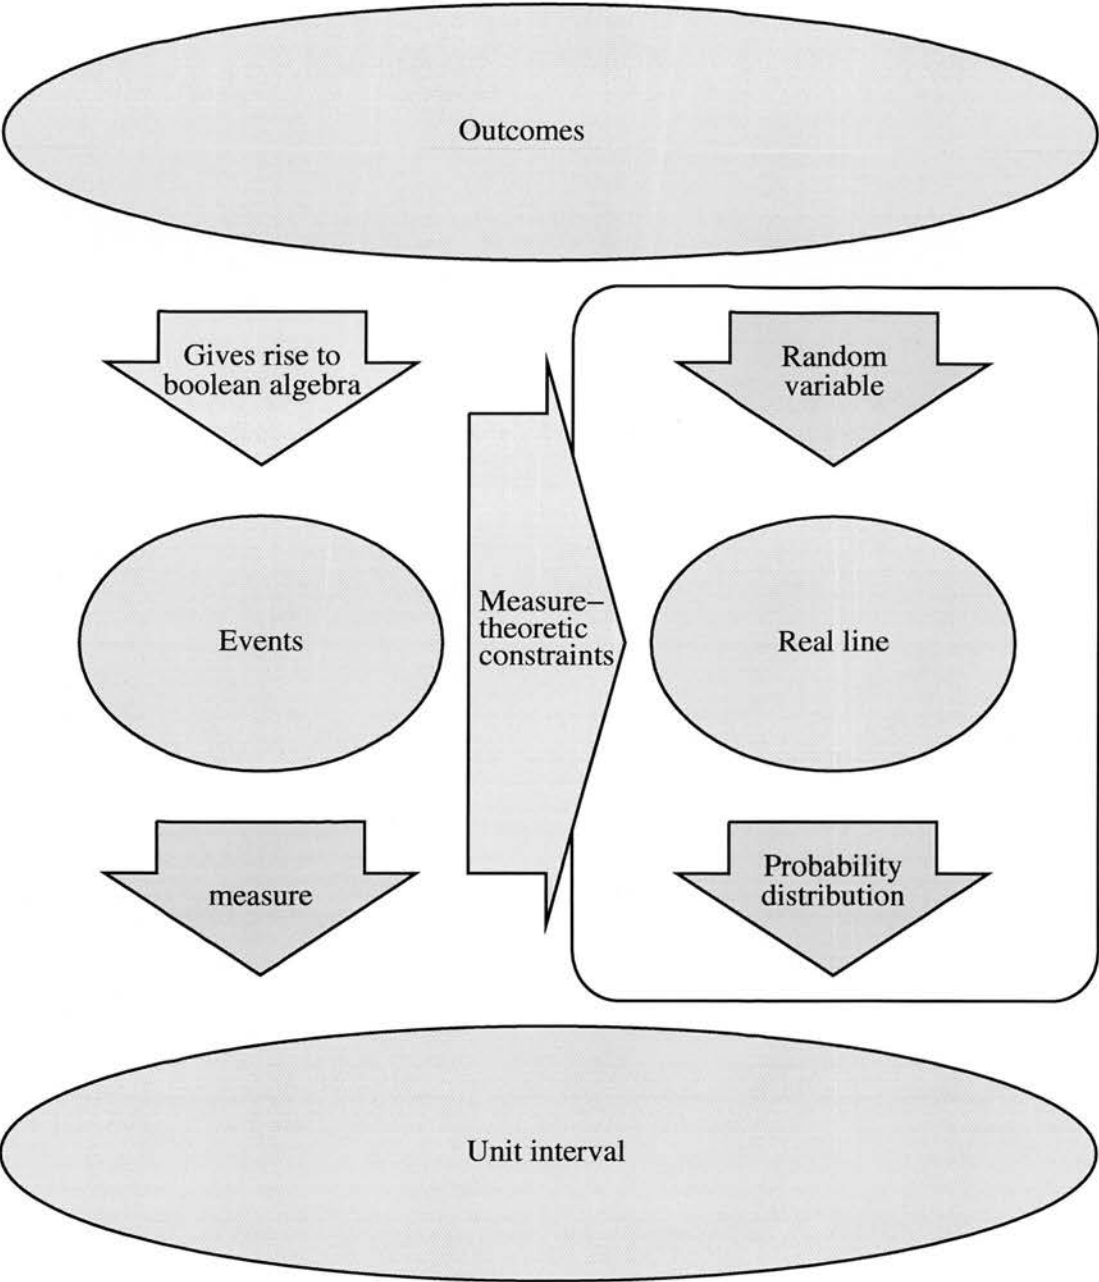 Outcomes
Gives rise to
boolean algebra
Random
variable
Events
Measure–
theoretic
constraints
Real line
measure
Probability
distribution
Unit interval